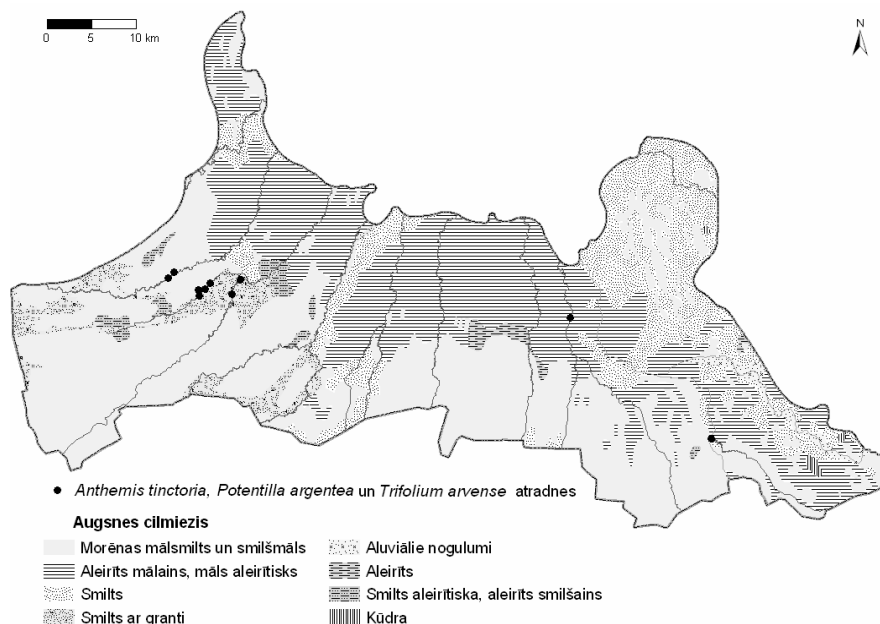 0 5 10 km
N
Anthemis tinctoria, Potentilla argentea un Trifolium arvense atradnes
Augsnes cilmiezis
Morēnas mālsmilts un smilšmāls
Aluviālie nogulumi
Aleirīts mālains, māls aleirītisks
Aleirīts
Smilts
Smilts aleirītiska, aleirīts smilšains
Smilts ar granti
Kūdra